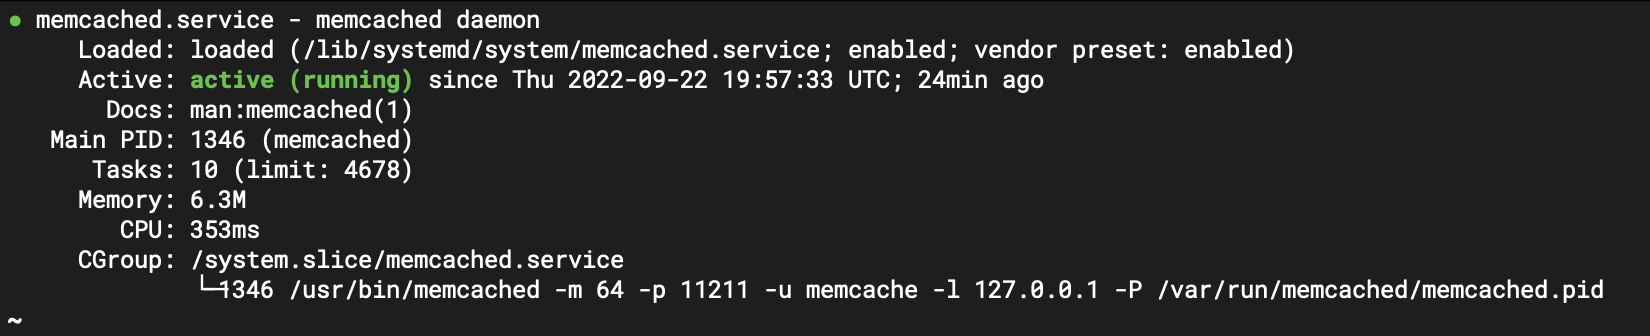 ● memcached.service - memcached daemon
Loaded: loaded (/lib/systemd/system/memcached.service; enabled; vendor preset: enabled)
Active: active (running) since Thu 2022-09-22 19:57:33 UTC; 24min ago
Docs: man:memcached(1)
Main PID: 1346 (memcached)
Tasks: 10 (limit: 4678)
Memory: 6.3M
CPU: 353ms
CGroup: /system.slice/memcached.service
└─1346 /usr/bin/memcached -m 64 -p 11211 -u memcache -l 127.0.0.1 -P /var/run/memcached/memcached.pid
~